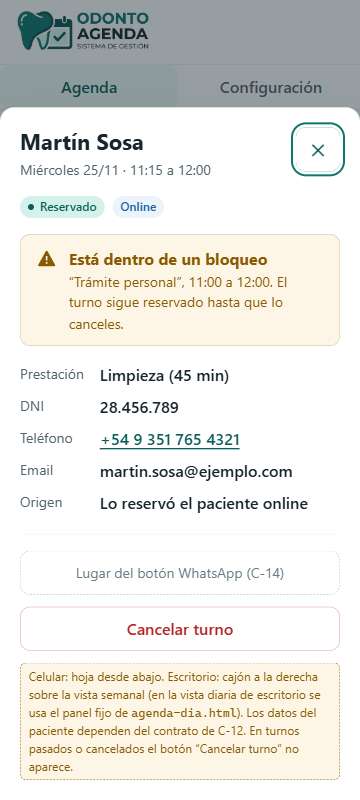 ODONTO
AGENDA
SISTEMA DE GESTIÓN
Agenda Configuración
Martín Sosa
Miércoles 25/11 · 11:15 a 12:00
Reservado Online
Está dentro de un bloqueo
“Trámite personal”, 11:00 a 12:00. El
turno sigue reservado hasta que lo
canceles.
Prestación Limpieza (45 min)
DNI 28.456.789
Teléfono +54 9 351 765 4321
Email martin.sosa@ejemplo.com
Origen Lo reservó el paciente online
Lugar del botón WhatsApp (C-14)
Cancelar turno
Celular: hoja desde abajo. Escritorio: cajón a la derecha
sobre la vista semanal (en la vista diaria de escritorio se
usa el panel fijo de agenda-dia.html). Los datos del
paciente dependen del contrato de C-12. En turnos
pasados o cancelados el botón “Cancelar turno” no
aparece.